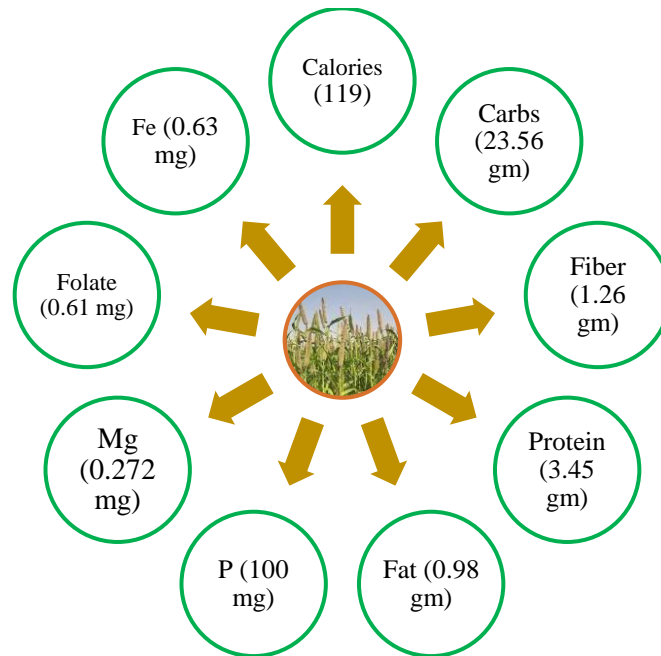 Calories
(119)
Carbs
(23.56
gm)
Fiber
(1.26
gm)
Protein
(3.45
gm)
Fat (0.98
gm)
P (100
mg)
Mg
(0.272
mg)
Folate
(0.61 mg)
Fe (0.63
mg)